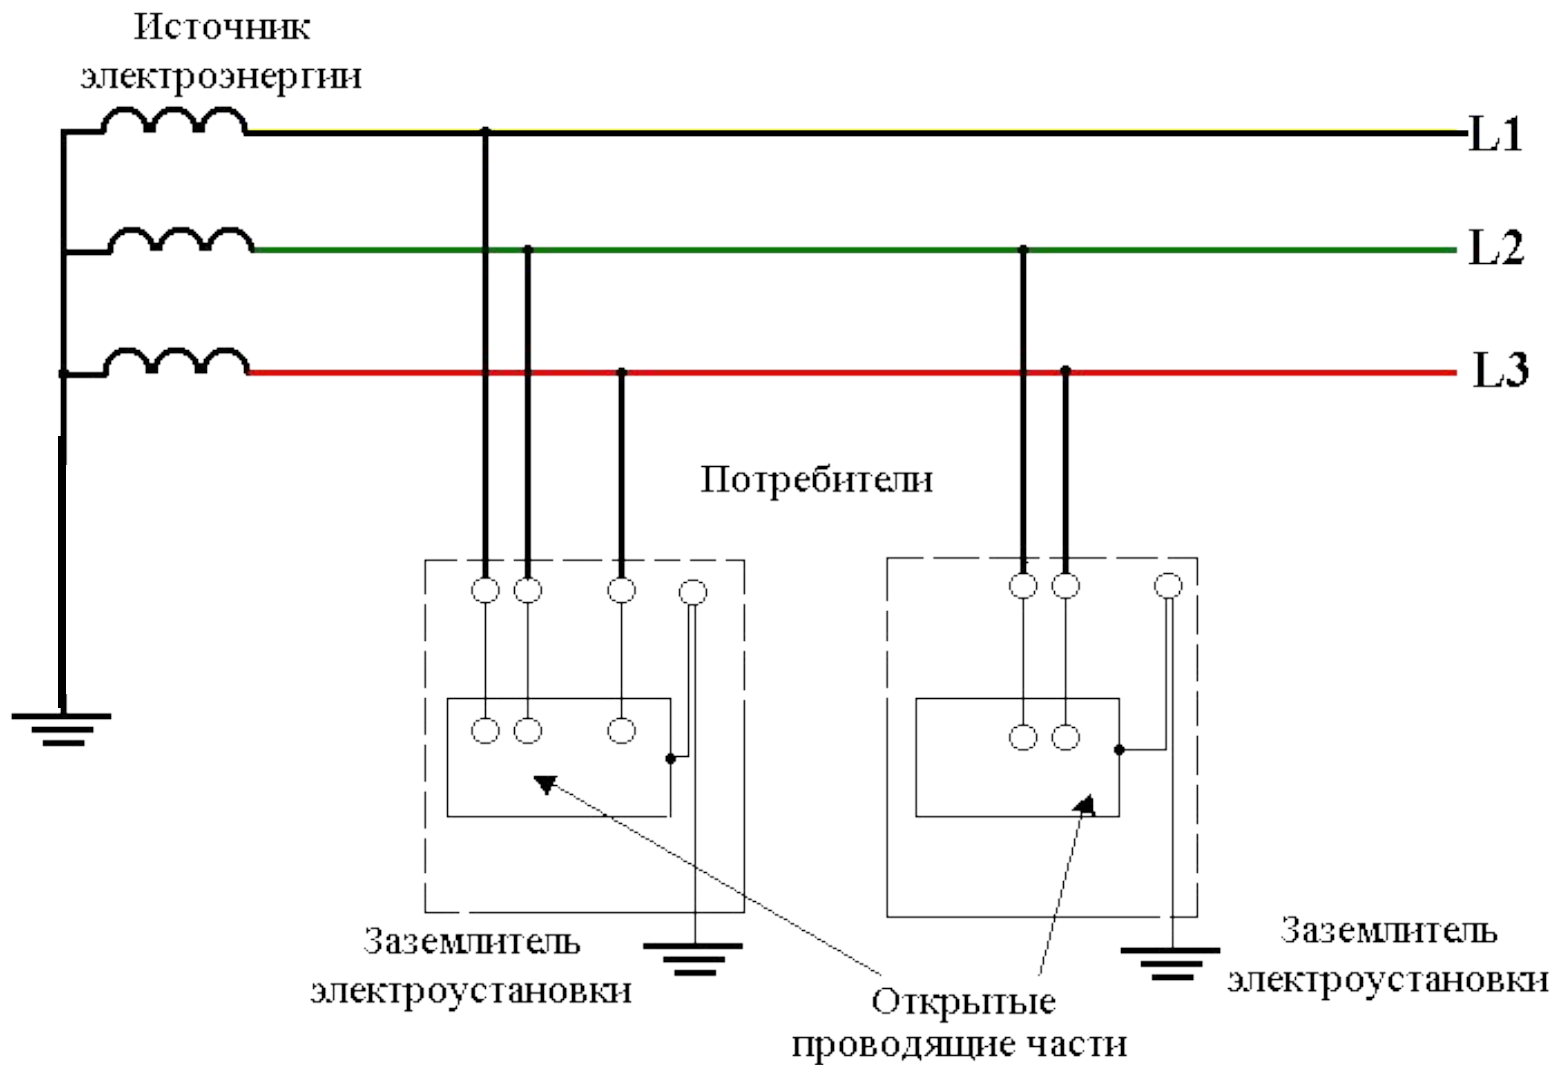 Источник
электроэнергии
L1
L2
L3
Потребители
Заземлитель
электроустановки
Открытые
проводящие части
Заземлитель
электроустановки